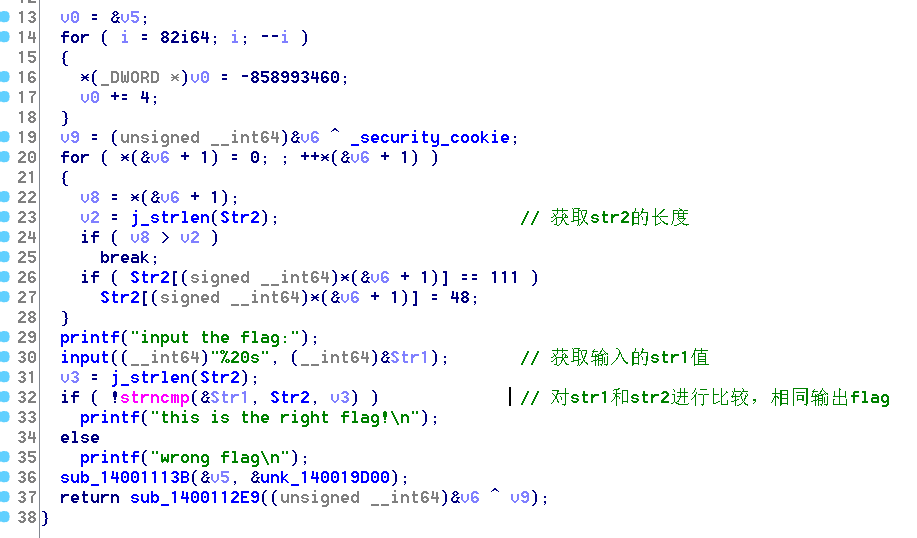 13 v0 = &v5;
14 for ( i = 82i64; i; --i )
15 {
16 *(_DWORD *)v0 = -858993460;
17 v0 += 4;
18 }
19 v9 = (unsigned __int64)&v6 ^ _security_cookie;
20 for ( *(&v6 + 1) = 0; ; ++*(&v6 + 1) )
21 {
22 v8 = *(&v6 + 1);
23 v2 = j_strlen(Str2); // 获取str2的长度
24 if ( v8 > v2 )
25 break;
26 if ( Str2[(signed __int64)*(&v6 + 1)] == 111 )
27 Str2[(signed __int64)*(&v6 + 1)] = 48;
28 }
29 printf("input the flag:");
30 input((__int64)"%20s", (__int64)&Str1); // 获取输入的str1值
31 v3 = j_strlen(Str2);
32 if ( !strncmp(&Str1, Str2, v3) ) // 对str1和str2进行比较，相同输出flag
33 printf("this is the right flag!\n");
34 else
35 printf("wrong flag\n");
36 sub_14001113B(&v5, &unk_140019D00);
37 return sub_1400112E9((unsigned __int64)&v6 ^ v9);
38 }